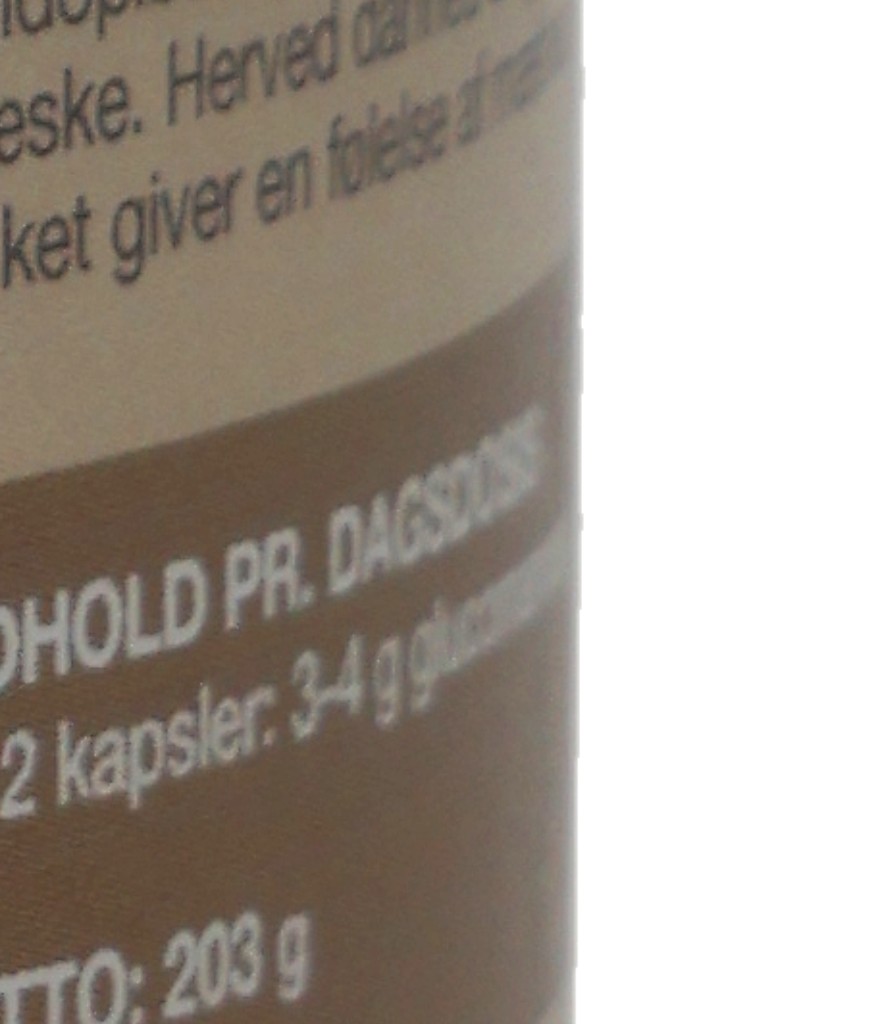 eske. Herved
ket giver en følelse af
DHOLD PR. DAGSDOSIS
2 kapsler: 3-4 g
TTO: 203 g